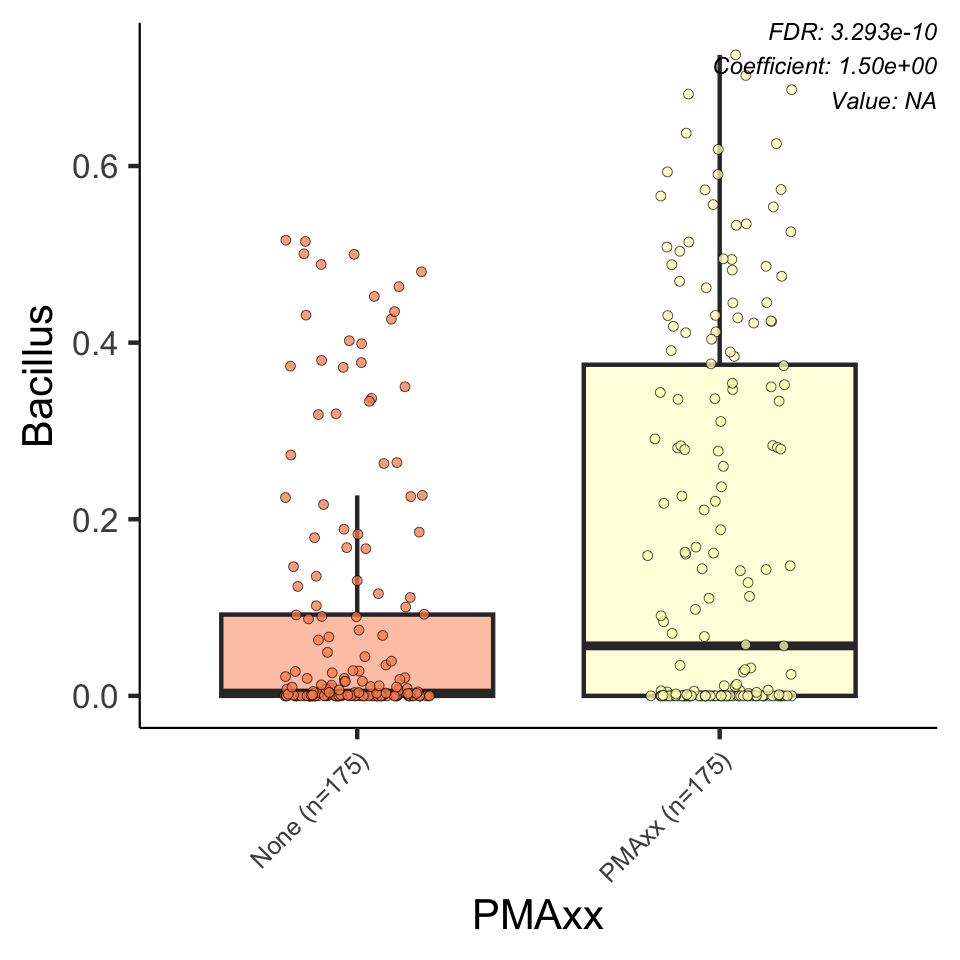 FDR: 3.293e-10
Coefficient: 1.50e+00
Value: NA
Bacillus
0.6
0.4
0.2
0.0
None (n=175)
PMAxx (n=175)
PMAxx